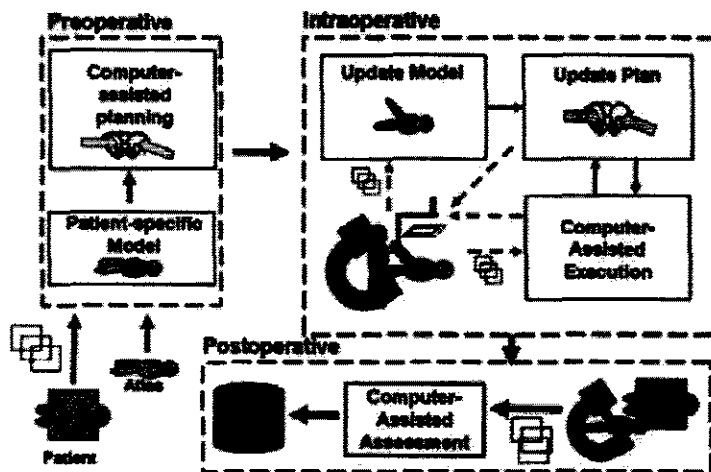 Preoperative
Computer-
assisted
planning
Patient-specific
Model
Atlas
Patient
Intraoperative
Update Model
Update Plan
Computer-
Assisted
Execution
Postoperative
Computer-
Assisted
Assessment